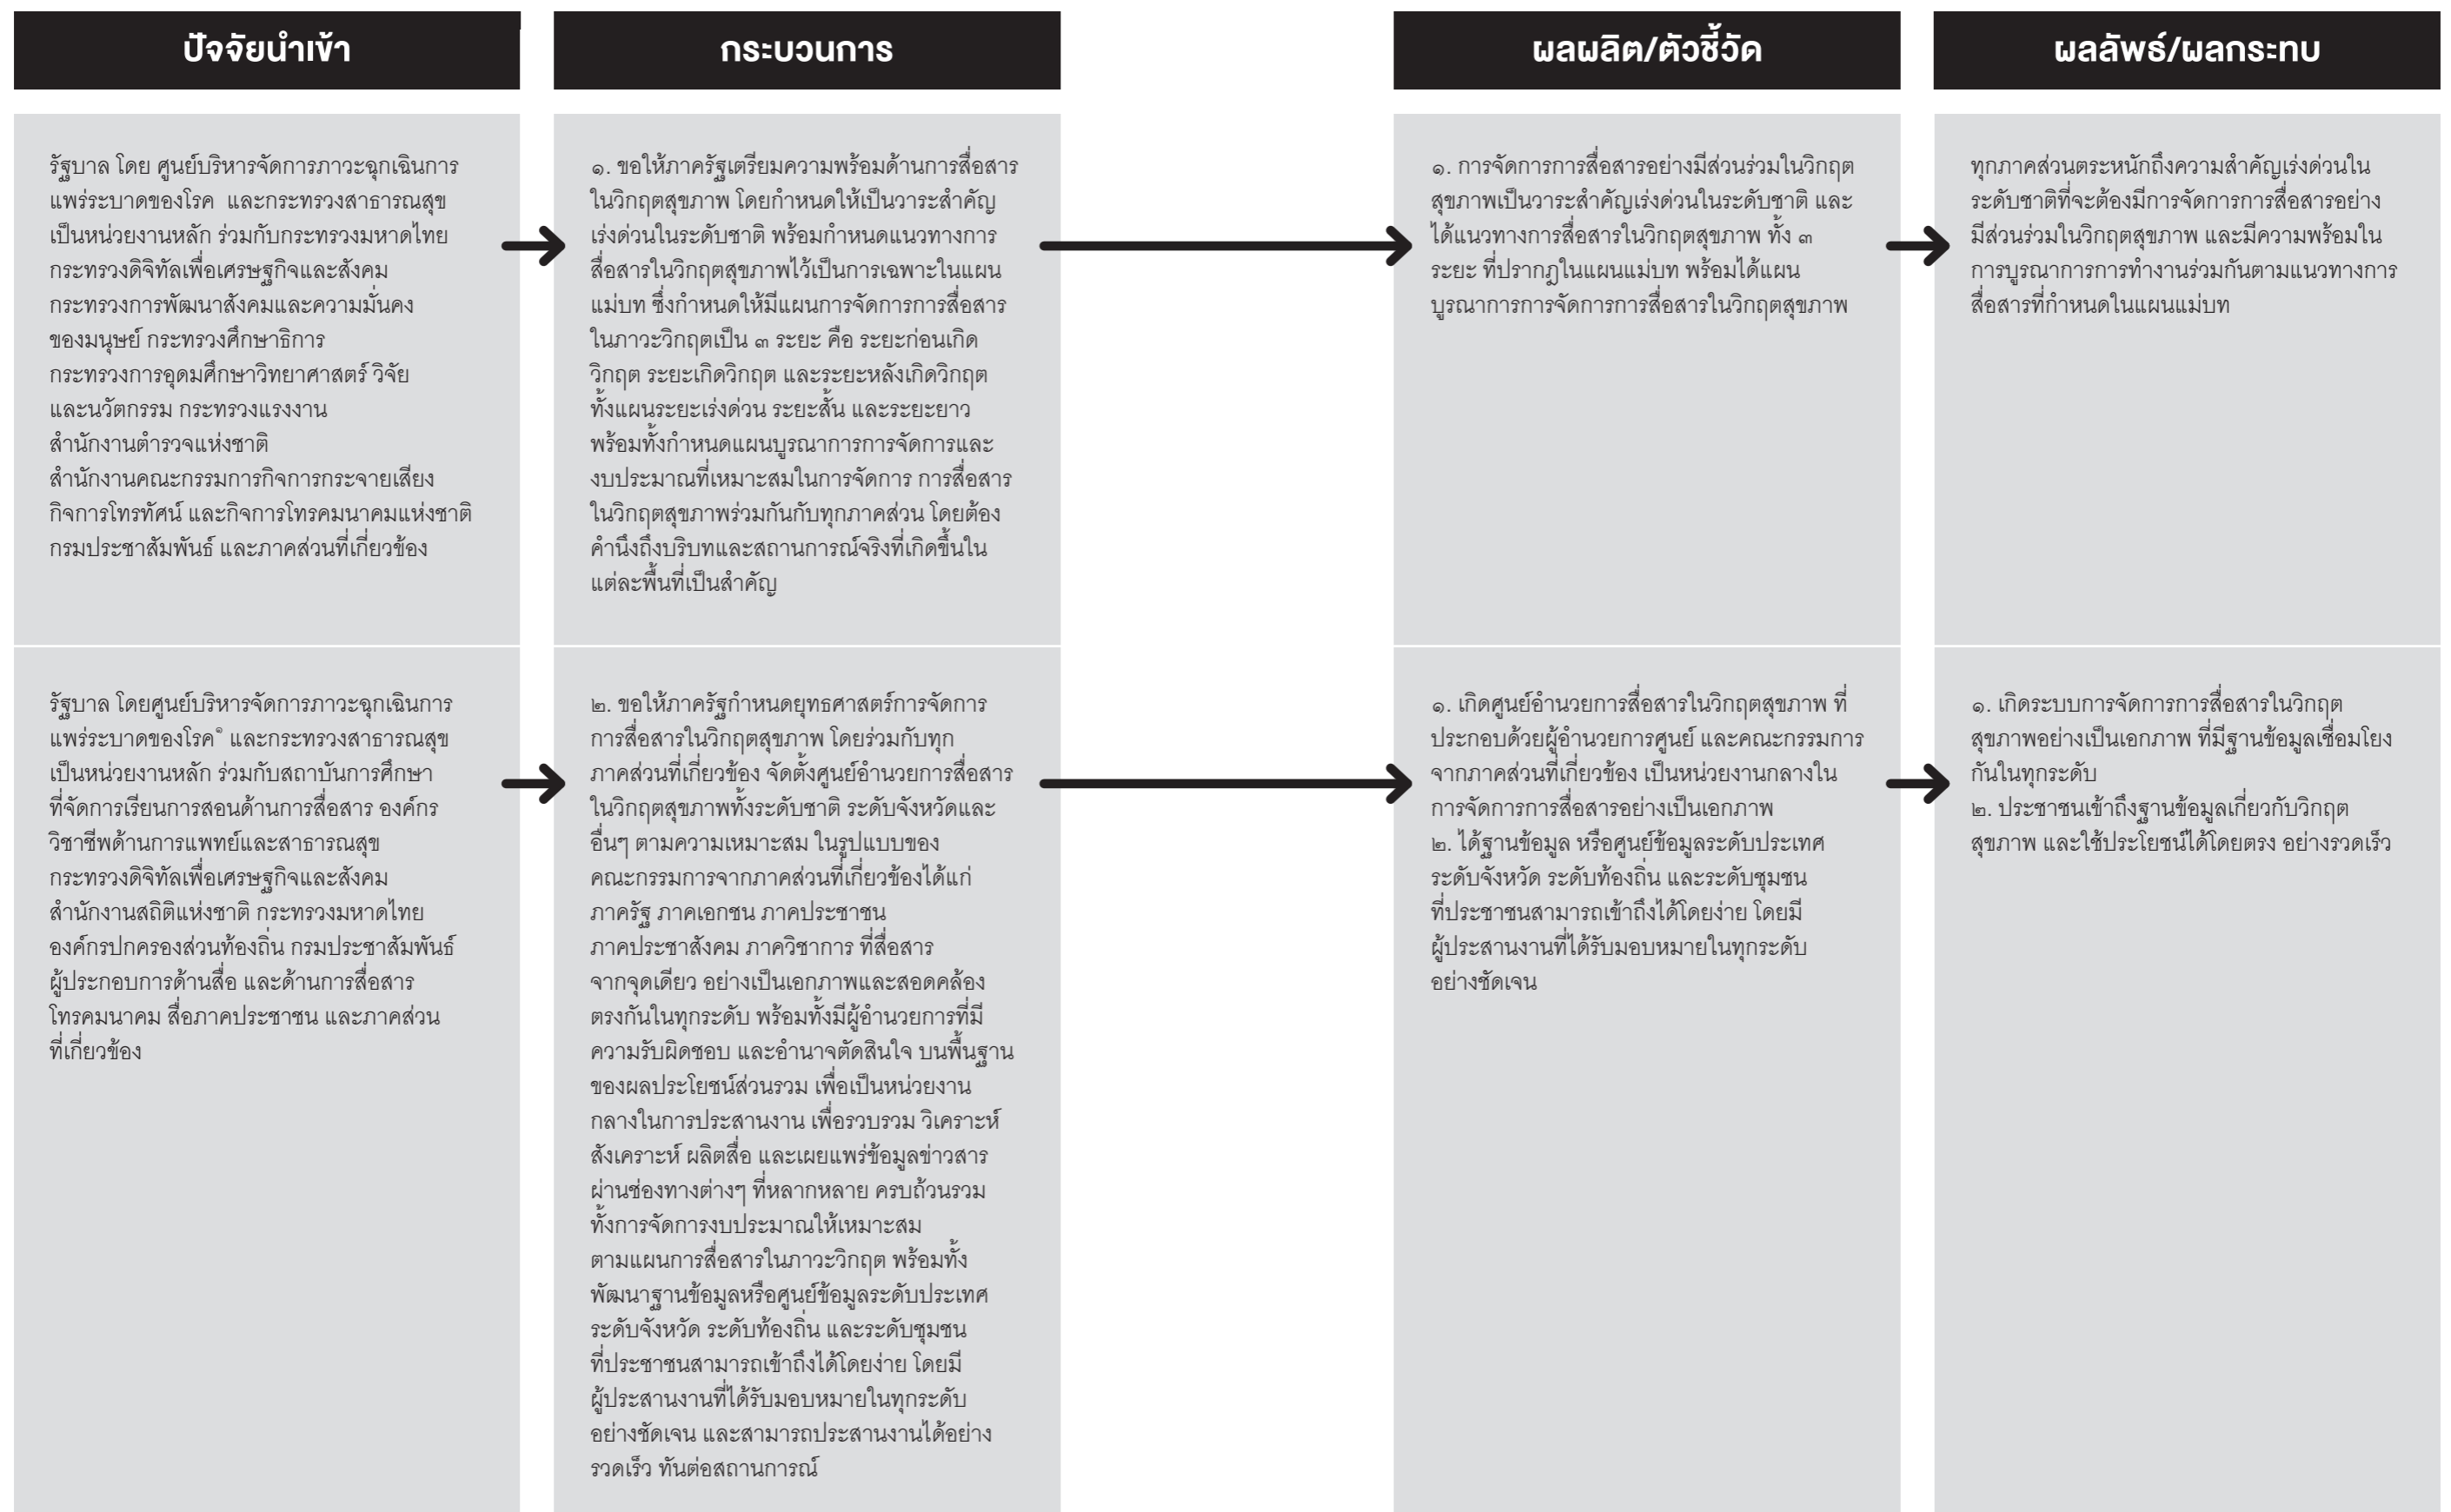 ปัจจัยนำเข้า
กระบวนการ
ผลผลิต/ตัวชี้วัด
ผลลัพธ์/ผลกระทบ
รัฐบาล โดย ศูนย์บริหารจัดการภาวะฉุกเฉินการ
แพร่ระบาดของโรค และกระทรวงสาธารณสุข
เป็นหน่วยงานหลัก ร่วมกับกระทรวงมหาดไทย
กระทรวงดิจิทัลเพื่อเศรษฐกิจและสังคม
กระทรวงการพัฒนาสังคมและความมั่นคง
ของมนุษย์ กระทรวงศึกษาธิการ
กระทรวงการอุดมศึกษาวิทยาศาสตร์ วิจัย
และนวัตกรรม กระทรวงแรงงาน
สำนักงานตำรวจแห่งชาติ
สำนักงานคณะกรรมการกิจการกระจายเสียง
กิจการโทรทัศน์ และกิจการโทรคมนาคมแห่งชาติ
กรมประชาสัมพันธ์ และภาคส่วนที่เกี่ยวข้อง
๑. ขอให้ภาครัฐเตรียมความพร้อมด้านการสื่อสาร
ในวิกฤตสุขภาพ โดยกำหนดให้เป็นวาระสำคัญ
เร่งด่วนในระดับชาติ พร้อมกำหนดแนวทางการ
สื่อสารในวิกฤตสุขภาพไว้เป็นการเฉพาะในแผน
แม่บท ซึ่งกำหนดให้มีแผนการจัดการการสื่อสาร
ในภาวะวิกฤตเป็น ๓ ระยะ คือ ระยะก่อนเกิด
วิกฤต ระยะเกิดวิกฤต และระยะหลังเกิดวิกฤต
ทั้งแผนระยะเร่งด่วน ระยะสั้น และระยะยาว
พร้อมทั้งกำหนดแผนบูรณาการการจัดการและ
งบประมาณที่เหมาะสมในการจัดการ การสื่อสาร
ในวิกฤตสุขภาพร่วมกันกับทุกภาคส่วน โดยต้อง
คำนึงถึงบริบทและสถานการณ์จริงที่เกิดขึ้นใน
แต่ละพื้นที่เป็นสำคัญ
๑. การจัดการการสื่อสารอย่างมีส่วนร่วมในวิกฤต
สุขภาพเป็นวาระสำคัญเร่งด่วนในระดับชาติ และ
ได้แนวทางการสื่อสารในวิกฤตสุขภาพ ทั้ง ๓
ระยะ ที่ปรากฏในแผนแม่บท พร้อมได้แผน
บูรณาการการจัดการการสื่อสารในวิกฤตสุขภาพ
ทุกภาคส่วนตระหนักถึงความสำคัญเร่งด่วนใน
ระดับชาติที่จะต้องมีการจัดการการสื่อสารอย่าง
มีส่วนร่วมในวิกฤตสุขภาพ และมีความพร้อมใน
การบูรณาการการทำงานร่วมกันตามแนวทางการ
สื่อสารที่กำหนดในแผนแม่บท
รัฐบาล โดยศูนย์บริหารจัดการภาวะฉุกเฉินการ
แพร่ระบาดของโรค๑ และกระทรวงสาธารณสุข
เป็นหน่วยงานหลัก ร่วมกับสถาบันการศึกษา
ที่จัดการเรียนการสอนด้านการสื่อสาร องค์กร
วิชาชีพด้านการแพทย์และสาธารณสุข
กระทรวงดิจิทัลเพื่อเศรษฐกิจและสังคม
สำนักงานสถิติแห่งชาติ กระทรวงมหาดไทย
องค์กรปกครองส่วนท้องถิ่น กรมประชาสัมพันธ์
ผู้ประกอบการด้านสื่อ และด้านการสื่อสาร
โทรคมนาคม สื่อภาคประชาชน และภาคส่วน
ที่เกี่ยวข้อง
๒. ขอให้ภาครัฐกำหนดยุทธศาสตร์การจัดการ
การสื่อสารในวิกฤตสุขภาพ โดยร่วมกับทุก
ภาคส่วนที่เกี่ยวข้อง จัดตั้งศูนย์อำนวยการสื่อสาร
ในวิกฤตสุขภาพทั้งระดับชาติ ระดับจังหวัดและ
อื่นๆ ตามความเหมาะสม ในรูปแบบของ
คณะกรรมการจากภาคส่วนที่เกี่ยวข้องได้แก่
ภาครัฐ ภาคเอกชน ภาคประชาชน
ภาคประชาสังคม ภาควิชาการ ที่สื่อสาร
จากจุดเดียว อย่างเป็นเอกภาพและสอดคล้อง
ตรงกันในทุกระดับ พร้อมทั้งมีผู้อำนวยการที่มี
ความรับผิดชอบ และอำนาจตัดสินใจ บนพื้นฐาน
ของผลประโยชน์ส่วนรวม เพื่อเป็นหน่วยงาน
กลางในการประสานงาน เพื่อรวบรวม วิเคราะห์
สังเคราะห์ ผลิตสื่อ และเผยแพร่ข้อมูลข่าวสาร
ผ่านช่องทางต่างๆ ที่หลากหลาย ครบถ้วนรวม
ทั้งการจัดการงบประมาณให้เหมาะสม
ตามแผนการสื่อสารในภาวะวิกฤต พร้อมทั้ง
พัฒนาฐานข้อมูลหรือศูนย์ข้อมูลระดับประเทศ
ระดับจังหวัด ระดับท้องถิ่น และระดับชุมชน
ที่ประชาชนสามารถเข้าถึงได้โดยง่าย โดยมี
ผู้ประสานงานที่ได้รับมอบหมายในทุกระดับ
อย่างชัดเจน และสามารถประสานงานได้อย่าง
รวดเร็ว ทันต่อสถานการณ์
๑. เกิดศูนย์อำนวยการสื่อสารในวิกฤตสุขภาพ ที่
ประกอบด้วยผู้อำนวยการศูนย์ และคณะกรรมการ
จากภาคส่วนที่เกี่ยวข้อง เป็นหน่วยงานกลางใน
การจัดการการสื่อสารอย่างเป็นเอกภาพ
๒. ได้ฐานข้อมูล หรือศูนย์ข้อมูลระดับประเทศ
ระดับจังหวัด ระดับท้องถิ่น และระดับชุมชน
ที่ประชาชนสามารถเข้าถึงได้โดยง่าย โดยมี
ผู้ประสานงานที่ได้รับมอบหมายในทุกระดับ
อย่างชัดเจน
๑. เกิดระบบการจัดการการสื่อสารในวิกฤต
สุขภาพอย่างเป็นเอกภาพ ที่มีฐานข้อมูลเชื่อมโยง
กันในทุกระดับ
๒. ประชาชนเข้าถึงฐานข้อมูลเกี่ยวกับวิกฤต
สุขภาพ และใช้ประโยชน์ได้โดยตรง อย่างรวดเร็ว